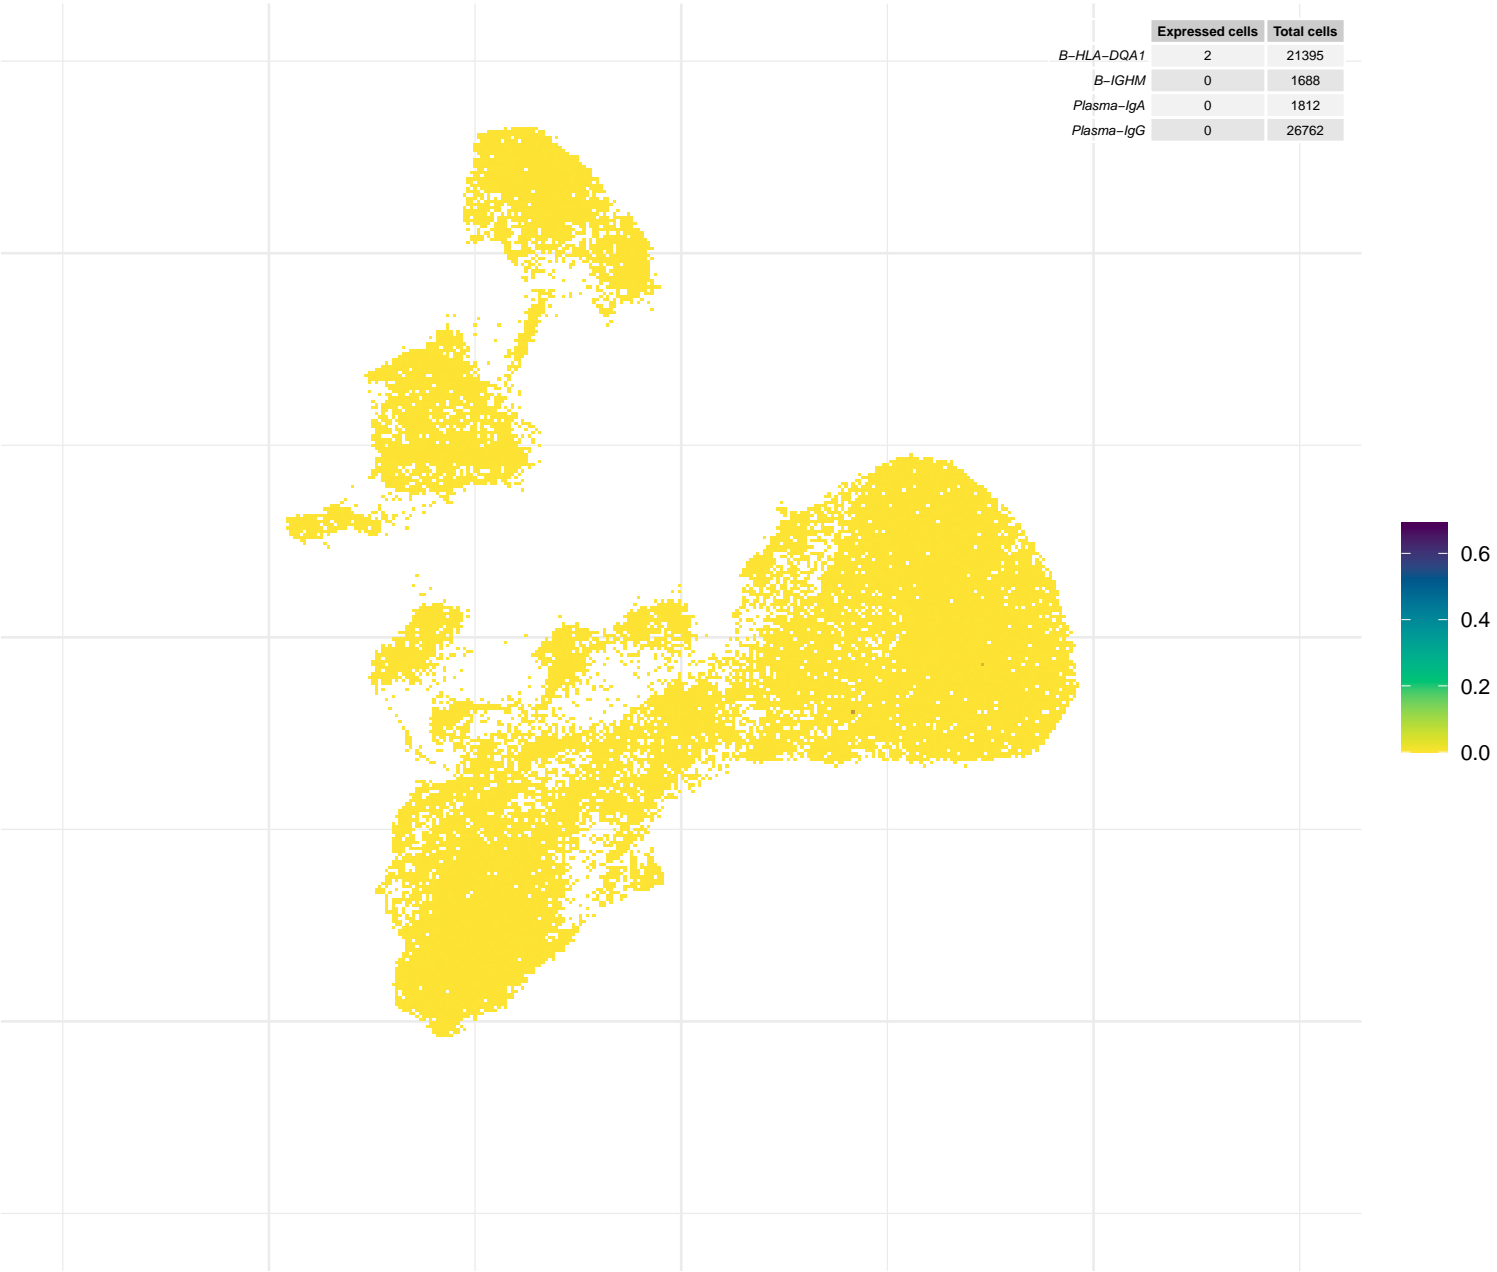 Expressed cells Total cells
B−HLA−DQA1 2 21395
B−IGHM 0 1688
Plasma−IgA 0 1812
Plasma−IgG 0 26762
0.6
0.4
0.2
0.0